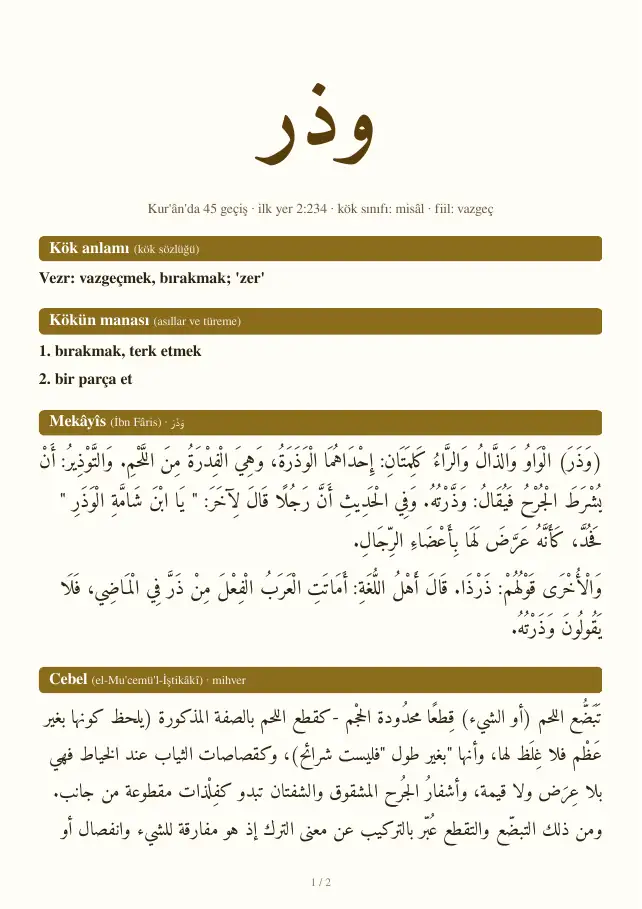 وذر
Kur'ân'da 45 geçiş · ilk yer 2:234 · kök sınıfı: misâl · fiil: vazgeç
Kök anlamı (kök sözlüğü)
Vezr: vazgeçmek, bırakmak; 'zer'
Kökün manası (asıllar ve türeme)
1. bırakmak, terk etmek
2. bir parça et
Mekâyîs (İbn Fâris) · وَذَرَ
(وَذَرَ) الْوَاوُ وَالذَّالُ وَالرَّاءُ كَلِمَتَانِ: إِحْدَاهُمَا الْوَذَرَةُ، وَهِيَ الْفِدْرَةُ مِنَ اللَّحْمِ. وَالتَّوْذِيرُ: أَنْ
يُشْرَطَ الْجُرْحُ فَيُقَالُ: وَذَّرْتُهُ. وَفِي الْحَدِيثِ أَنَّ رَجُلًا قَالَ لِآخَرَ: " يَا ابْنَ شَامَّةِ الْوَذَرِ "
فَحُدَّ، كَأَنَّهُ عَرَّضَ لَهَا بِأَعْضَاءِ الرِّجَالِ.
وَالْأُخْرَى قَوْلُهُمْ: ذَرْذَا. قَالَ أَهْلُ اللُّغَةِ: أَمَاتَتِ الْعَرَبُ الْفِعْلَ مِنْ ذَرَّ فِي الْمَاضِي، فَلَا
يَقُولُونَ وَذَرْتُهُ.
Cebel (el-Mu'cemü'l-İştikâkî) · mihver
تَبَضُّع اللحم (أو الشيء) قِطعًا محدُودة الحجْم -كقطع اللحم بالصفة المذكورة (يلحظ كونها بغير
عَظْم فلا غِلَظ لها، وأنها "بغير طول "فليست شرائح)، وكقصاصات الثياب عند الخياط فهي
بلا عِرَض ولا قيمة، وأشفارُ الجُرح المشقوق والشفتان تبدو كفِلْذات مقطوعة من جانب.
ومن ذلك التبضّع والتقطع عُبّر بالتركيب عن معنى الترك إذ هو مفارقة للشيء وانفصال أو
1 / 2